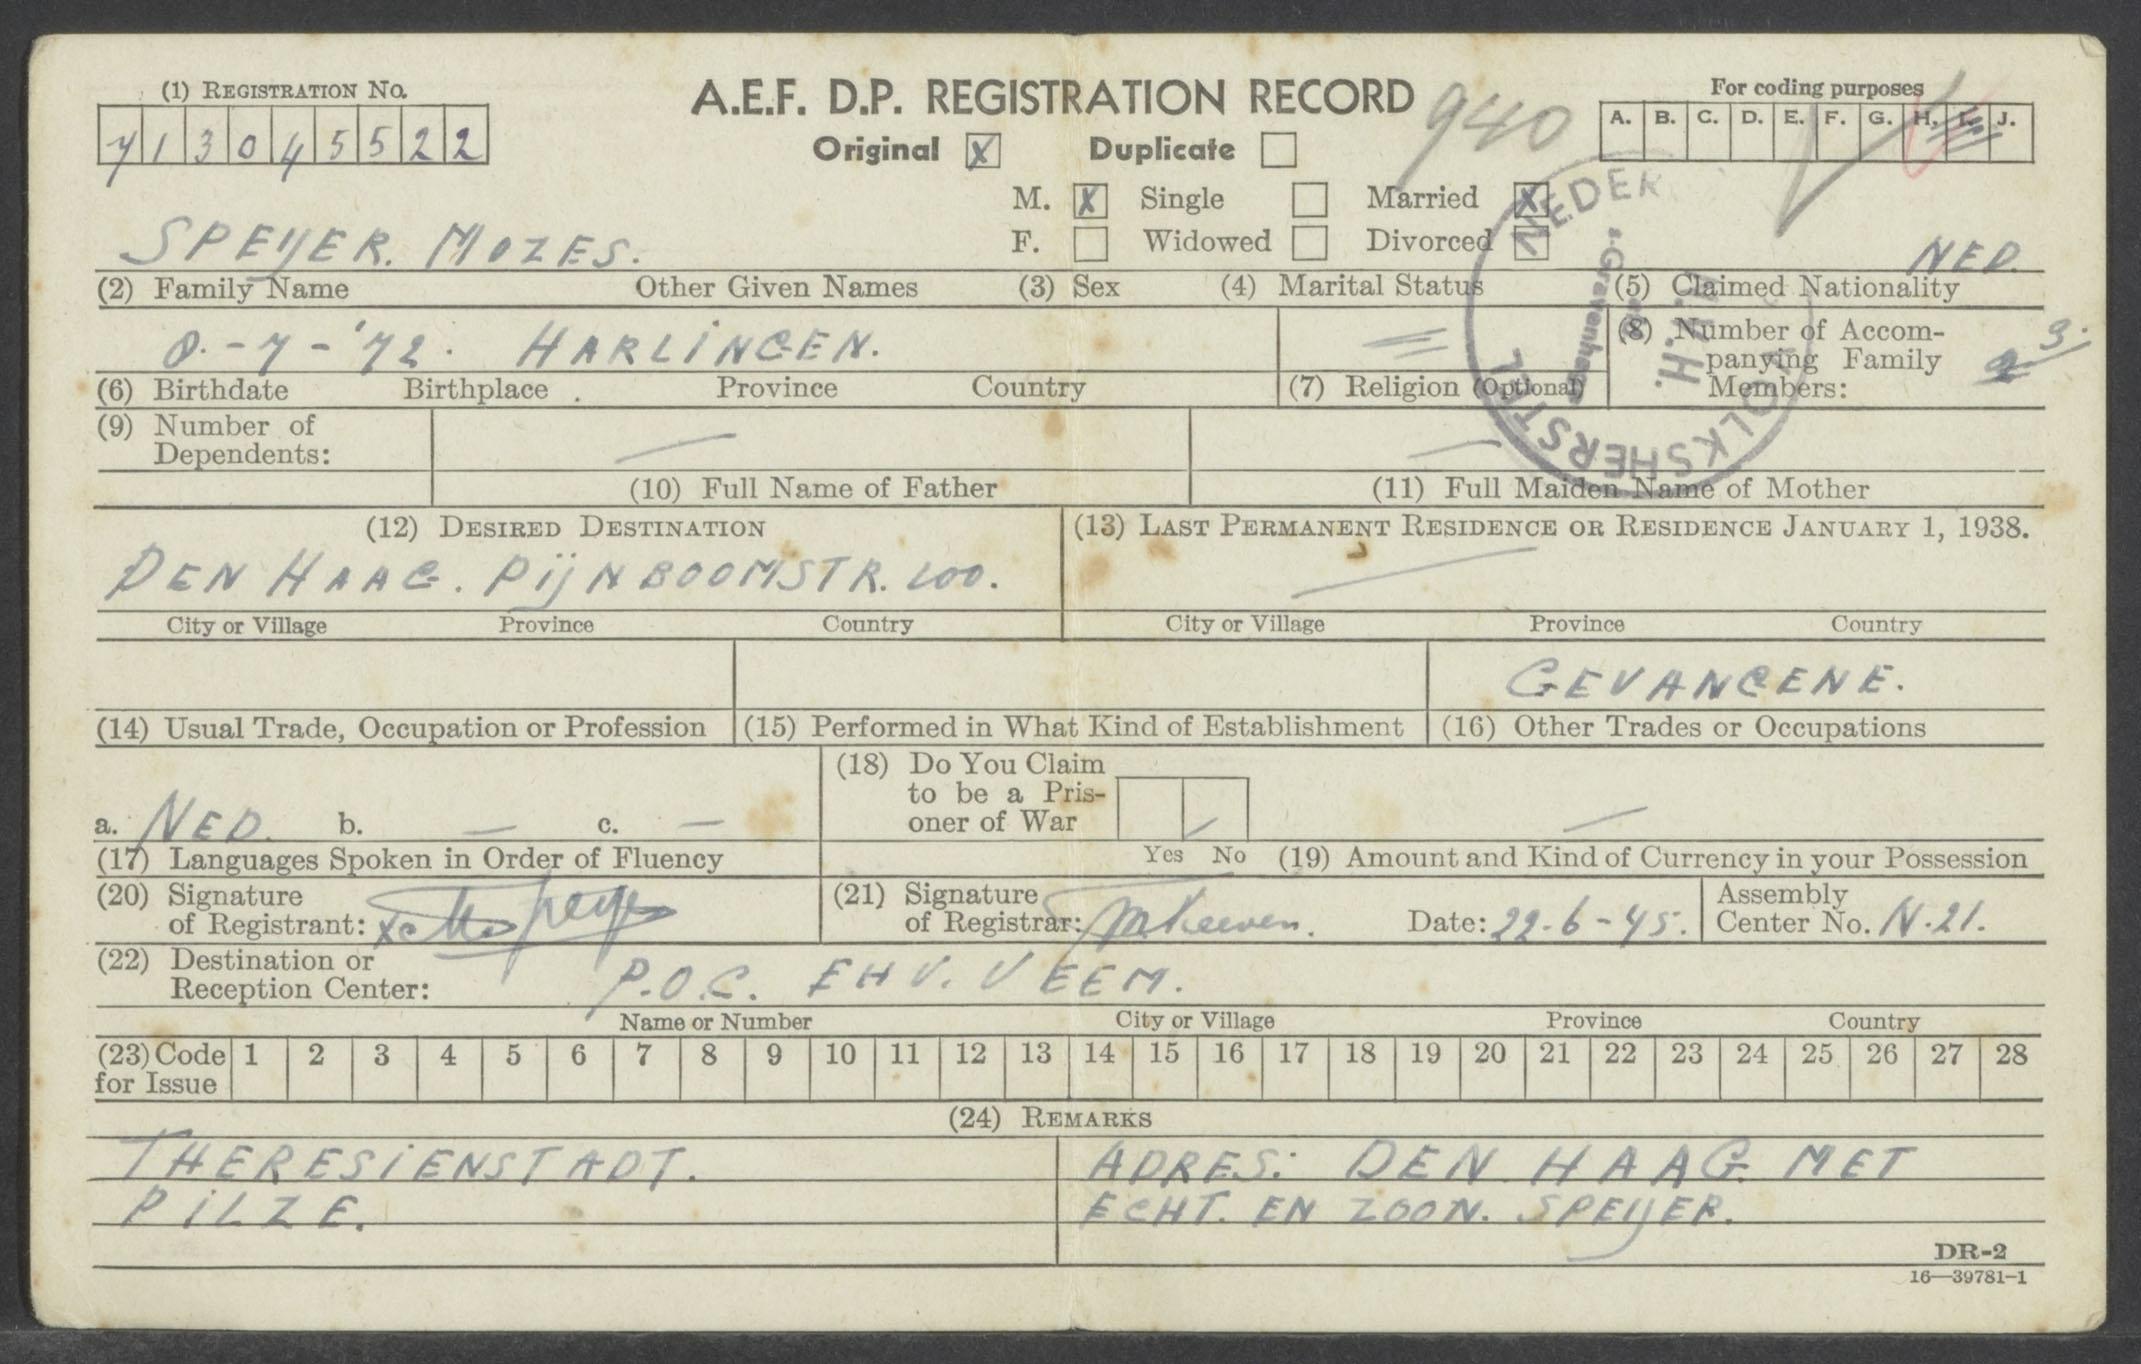 (1) REGISTRATION No.
713045522
A.E.F. D.P. REGISTRATION RECORD
Original X Duplicate
940
For coding purposes
A. B. C. D. E. F. G. H. I. J.
M. X Single Married X
F. Widowed Divorced
SPEIJER. MOZES. NED.
(2) Family Name Other Given Names (3) Sex (4) Marital Status (5) Claimed Nationality
NEDER VOLKSHERSTEL
s-Gravenhage
H.
-7-'72. HARLINGEN.
(6) Birthdate Birthplace Province Country (7) Religion (Optional)
(8) Number of Accom-
panying Family
Members: 3.
(9) Number of
Dependents:
(10) Full Name of Father (11) Full Maiden Name of Mother
(12) DESIRED DESTINATION (13) LAST PERMANENT RESIDENCE OR RESIDENCE JANUARY 1, 1938.
DEN HAAG. PIJNBOOMSTR.
City or Village Province Country City or Village Province Country
GEVANGENE.
(14) Usual Trade, Occupation or Profession (15) Performed in What Kind of Establishment (16) Other Trades or Occupations
a. NED. b. — c. —
(17) Languages Spoken in Order of Fluency
(18) Do You Claim
to be a Pris-
oner of War
Yes No
(19) Amount and Kind of Currency in your Possession
(20) Signature
of Registrant:
(21) Signature
of Registrar:
Date: 22-6-45.
Assembly
Center No. N.21.
(22) Destination or
Reception Center: P.O.C. EHV. VEEM.
Name or Number City or Village Province Country
(23) Code
for Issue
1 2 3 4 5 6 7 8 9 10 11 12 13 14 15 16 17 18 19 20 21 22 23 24 25 26 27 28
(24) REMARKS
THERESIENSTADT.
PILZE.
ADRES: DEN HAAG. MET
ECHT. EN ZOON. SPEIJER.
DR-2
16—39781-1